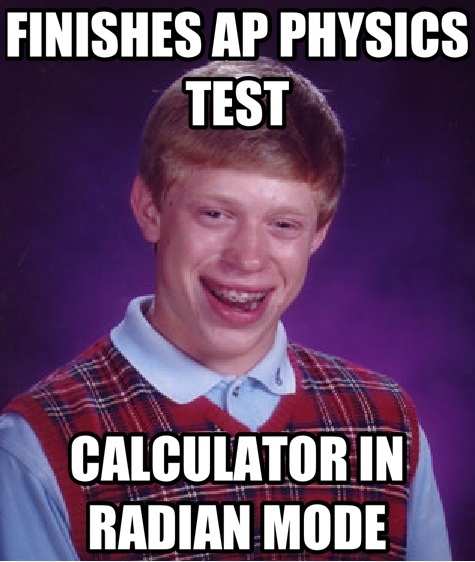 FINISHES AP PHYSICS
TEST
CALCULATOR IN
RADIAN MODE